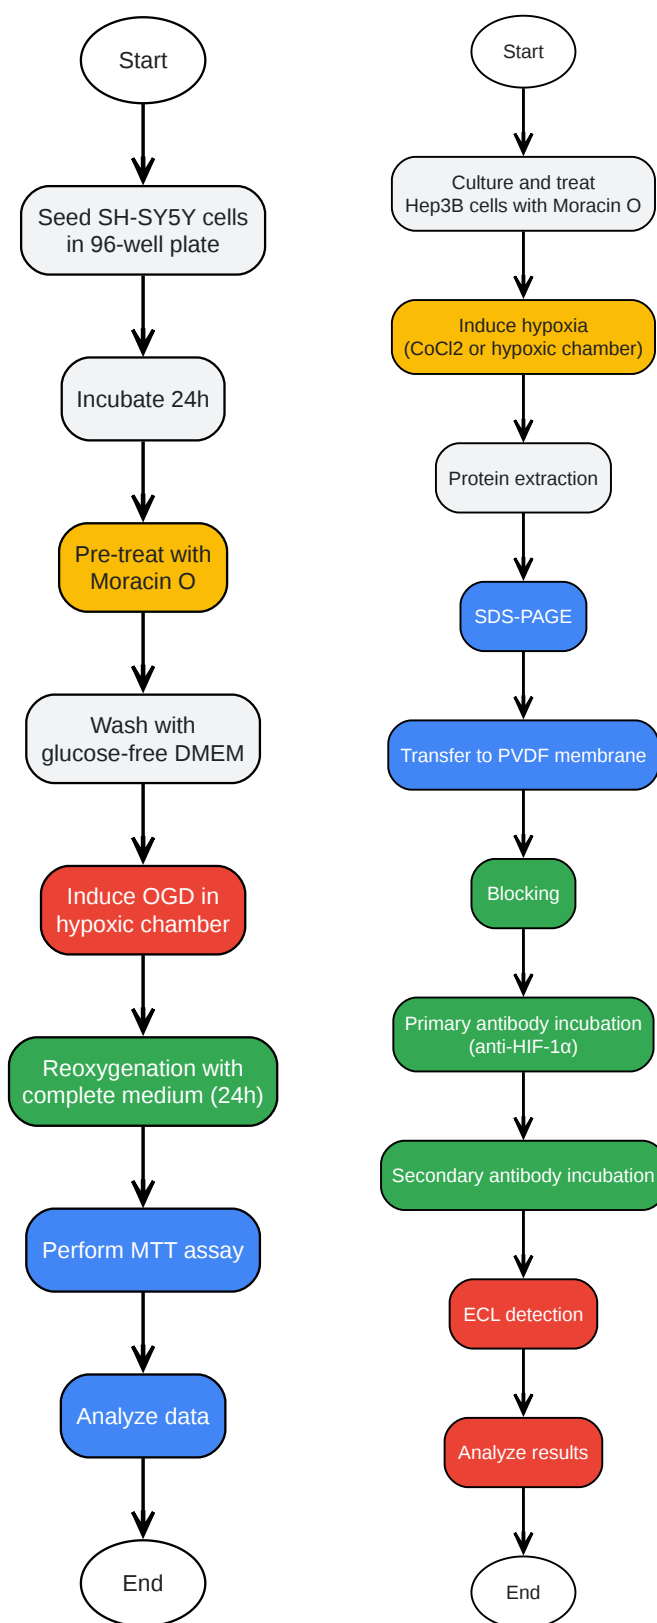 Start
Seed SH-SY5Y cells
in 96-well plate
Incubate 24h
Pre-treat with
Moracin O
Wash with
glucose-free DMEM
Induce OGD in
hypoxic chamber
Reoxygenation with
complete medium (24h)
Perform MTT assay
Analyze data
End
Start
Culture and treat
Hep3B cells with Moracin O
Induce hypoxia
(CoCl2 or hypoxic chamber)
Protein extraction
SDS-PAGE
Transfer to PVDF membrane
Blocking
Primary antibody incubation
(anti-HIF-1α)
Secondary antibody incubation
ECL detection
Analyze results
End